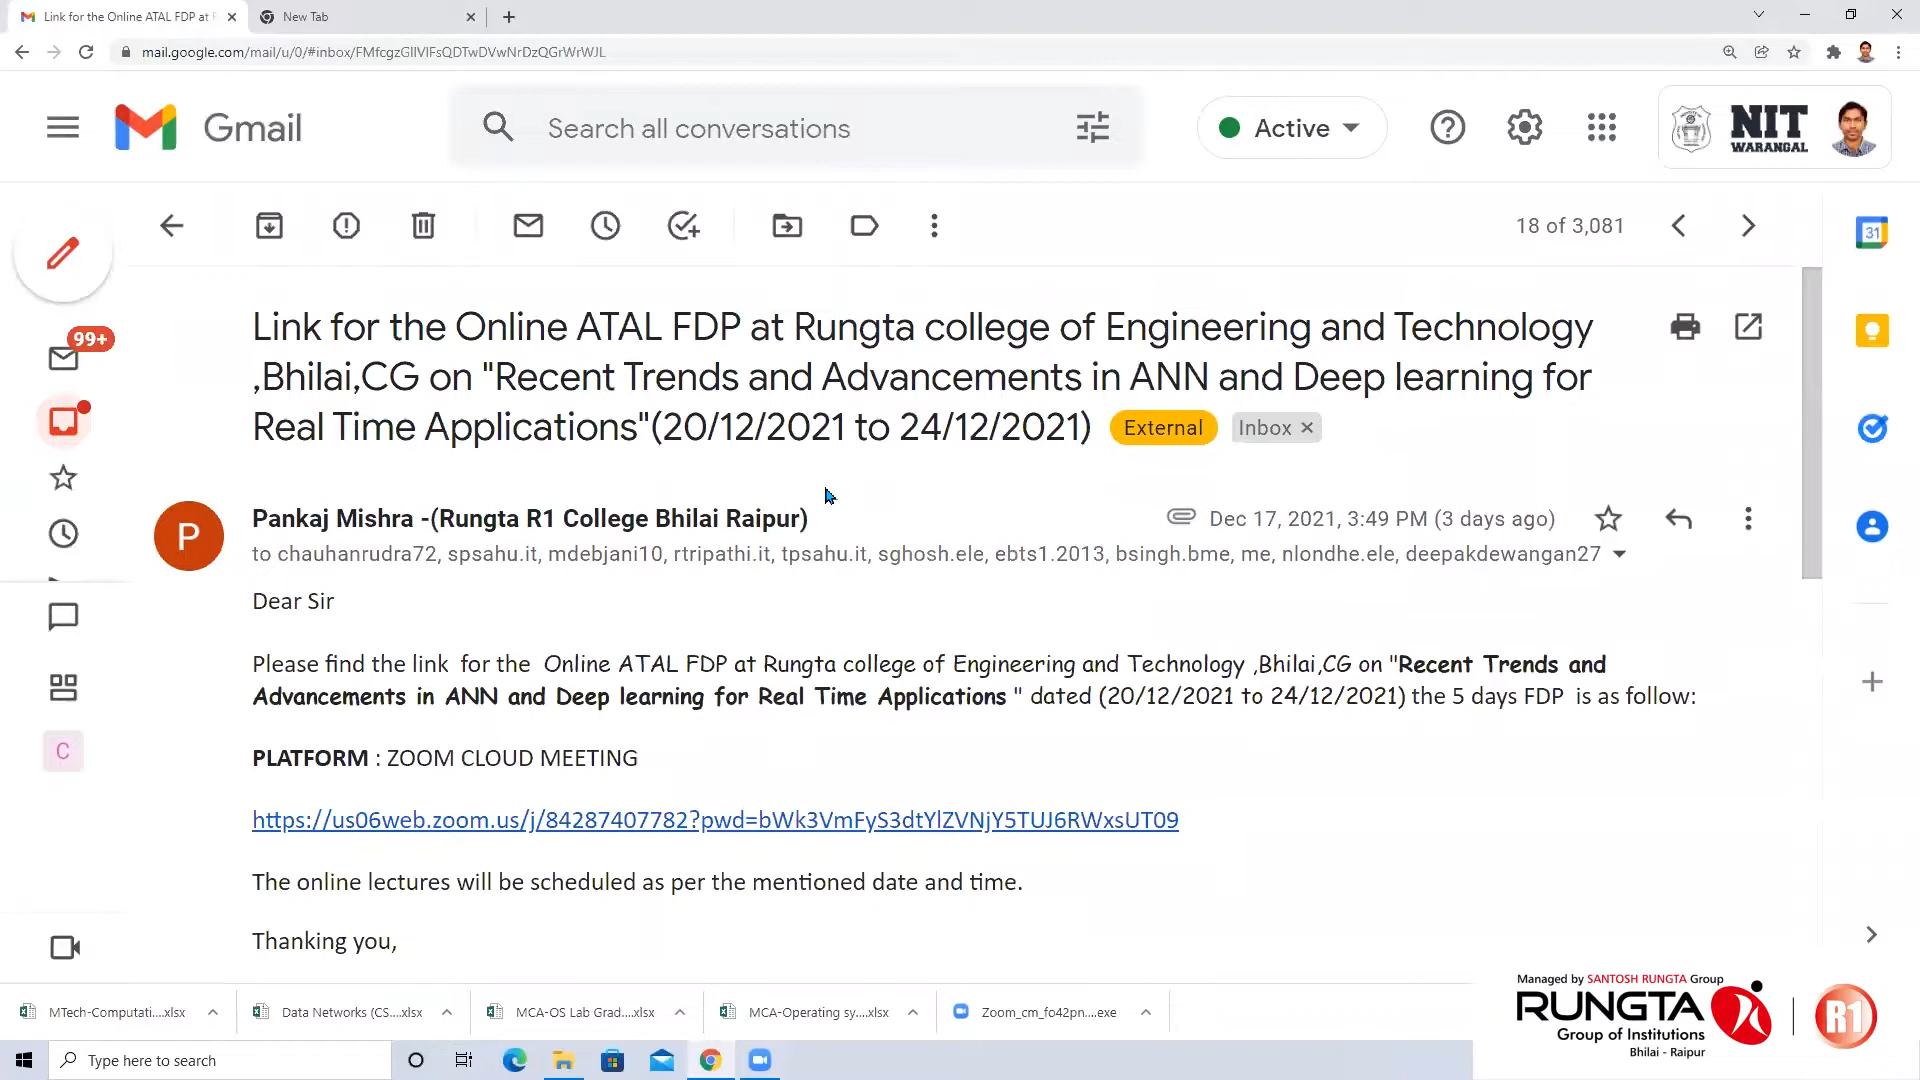 Link for the Online ATAL FDP at F
New Tab
mail.google.com/mail/u/0/#inbox/FMfcgzGllVlFsQDTwDVwNrDzQGrWrWJL
Gmail
Search all conversations
Active
NIT
WARANGAL
18 of 3,081
31
99+
Link for the Online ATAL FDP at Rungta college of Engineering and Technology
,Bhilai,CG on "Recent Trends and Advancements in ANN and Deep learning for
Real Time Applications"(20/12/2021 to 24/12/2021) External Inbox ×
P
Pankaj Mishra -(Rungta R1 College Bhilai Raipur)
Dec 17, 2021, 3:49 PM (3 days ago)
to chauhanrudra72, spsahu.it, mdebjani10, rtripathi.it, tpsahu.it, sghosh.ele, ebts1.2013, bsingh.bme, me, nlondhe.ele, deepakdewangan27
Dear Sir
Please find the link for the Online ATAL FDP at Rungta college of Engineering and Technology ,Bhilai,CG on "Recent Trends and
Advancements in ANN and Deep learning for Real Time Applications " dated (20/12/2021 to 24/12/2021) the 5 days FDP is as follow:
C
PLATFORM : ZOOM CLOUD MEETING
https://us06web.zoom.us/j/84287407782?pwd=bWk3VmFyS3dtYlZVNjY5TUJ6RWxsUT09
The online lectures will be scheduled as per the mentioned date and time.
Thanking you,
MTech-Computati....xlsx
Data Networks (CS....xlsx
MCA-OS Lab Grad....xlsx
MCA-Operating sy....xlsx
Zoom_cm_fo42pn....exe
Managed by SANTOSH RUNGTA Group
RUNGTA
Group of Institutions
Bhilai - Raipur
R1
Type here to search